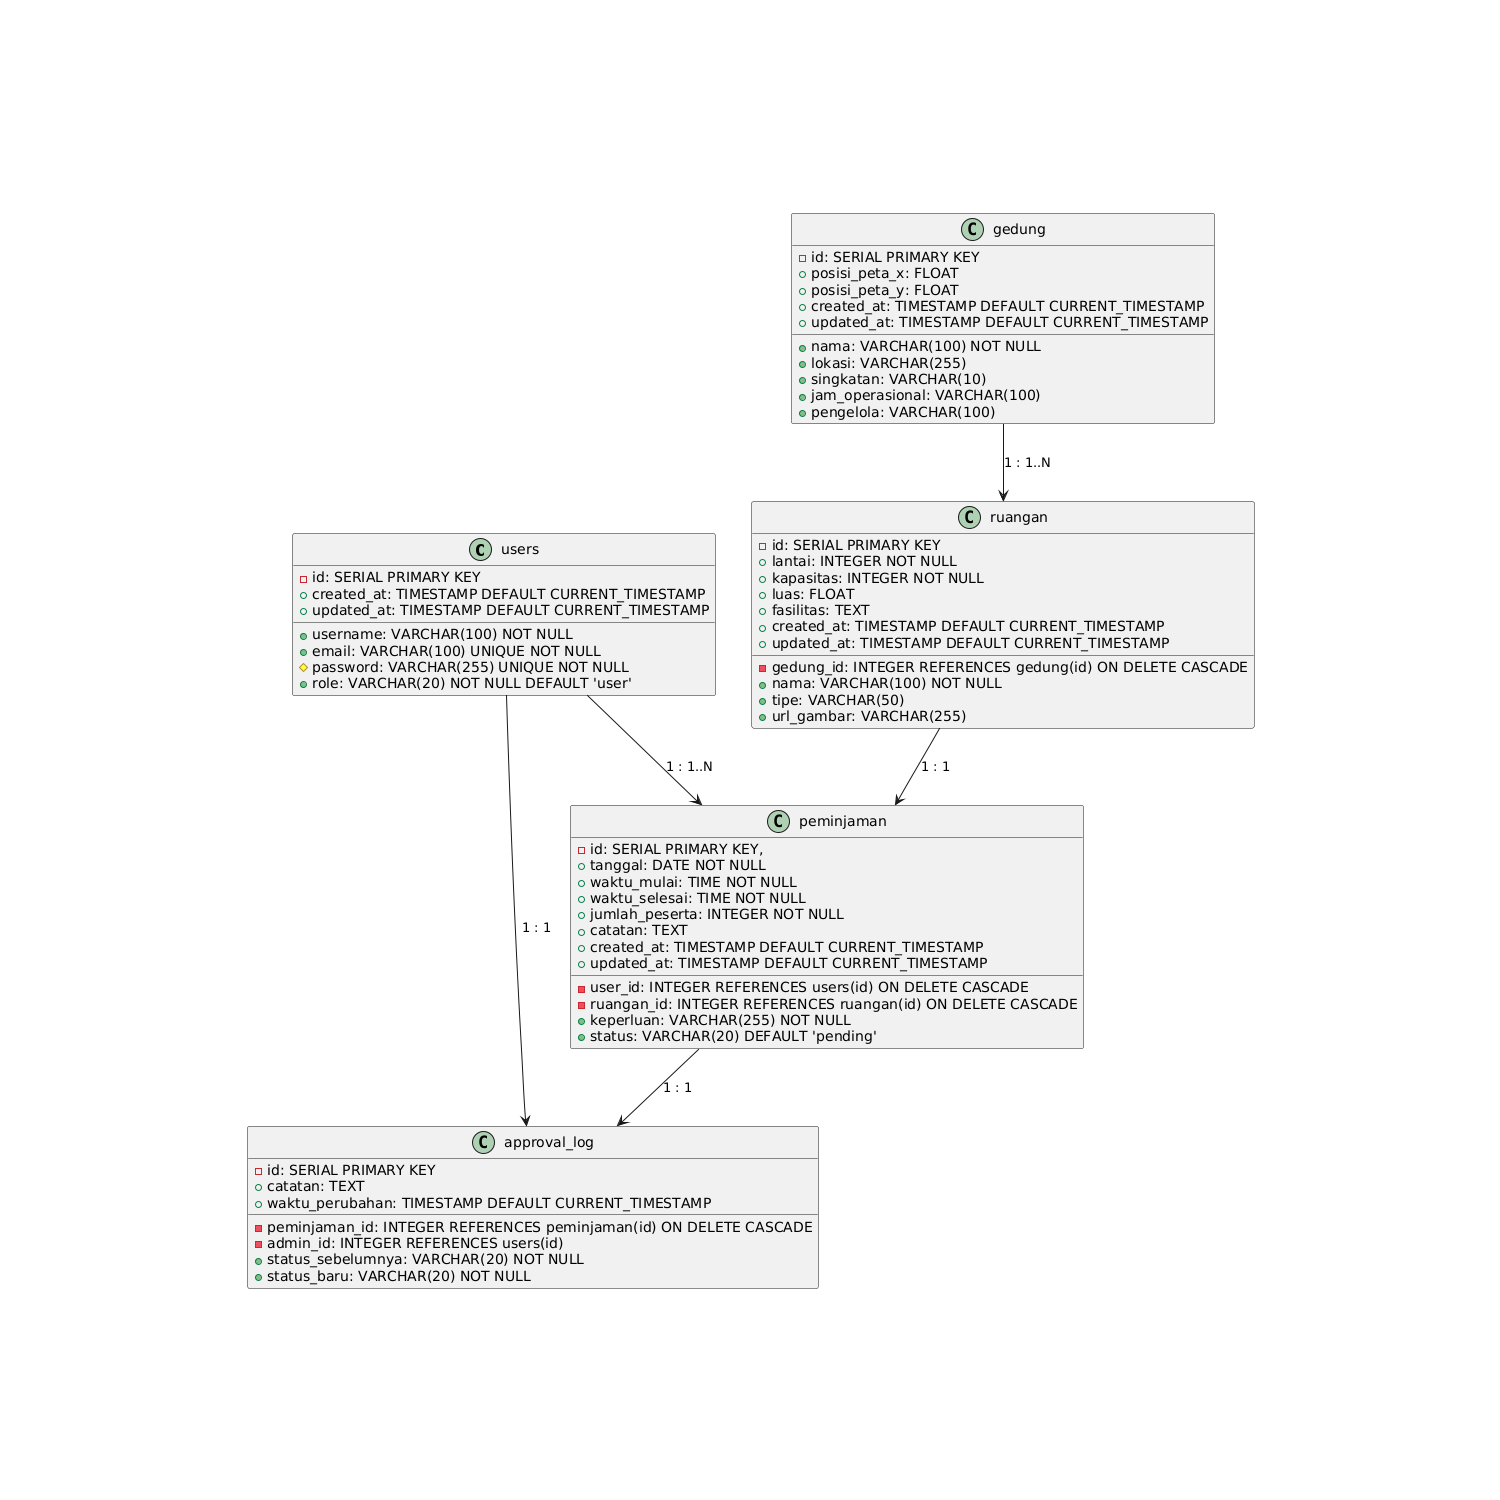 C gedung
id: SERIAL PRIMARY KEY
posisi_peta_x: FLOAT
posisi_peta_y: FLOAT
created_at: TIMESTAMP DEFAULT CURRENT_TIMESTAMP
updated_at: TIMESTAMP DEFAULT CURRENT_TIMESTAMP
nama: VARCHAR(100) NOT NULL
lokasi: VARCHAR(255)
singkatan: VARCHAR(10)
jam_operasional: VARCHAR(100)
pengelola: VARCHAR(100)
1 : 1..N
C ruangan
id: SERIAL PRIMARY KEY
lantai: INTEGER NOT NULL
kapasitas: INTEGER NOT NULL
luas: FLOAT
fasilitas: TEXT
created_at: TIMESTAMP DEFAULT CURRENT_TIMESTAMP
updated_at: TIMESTAMP DEFAULT CURRENT_TIMESTAMP
gedung_id: INTEGER REFERENCES gedung(id) ON DELETE CASCADE
nama: VARCHAR(100) NOT NULL
tipe: VARCHAR(50)
url_gambar: VARCHAR(255)
C users
id: SERIAL PRIMARY KEY
created_at: TIMESTAMP DEFAULT CURRENT_TIMESTAMP
updated_at: TIMESTAMP DEFAULT CURRENT_TIMESTAMP
username: VARCHAR(100) NOT NULL
email: VARCHAR(100) UNIQUE NOT NULL
password: VARCHAR(255) UNIQUE NOT NULL
role: VARCHAR(20) NOT NULL DEFAULT 'user'
1 : 1..N
1 : 1
C peminjaman
id: SERIAL PRIMARY KEY,
tanggal: DATE NOT NULL
waktu_mulai: TIME NOT NULL
waktu_selesai: TIME NOT NULL
jumlah_peserta: INTEGER NOT NULL
catatan: TEXT
created_at: TIMESTAMP DEFAULT CURRENT_TIMESTAMP
updated_at: TIMESTAMP DEFAULT CURRENT_TIMESTAMP
user_id: INTEGER REFERENCES users(id) ON DELETE CASCADE
ruangan_id: INTEGER REFERENCES ruangan(id) ON DELETE CASCADE
keperluan: VARCHAR(255) NOT NULL
status: VARCHAR(20) DEFAULT 'pending'
1 : 1
1 : 1
C approval_log
id: SERIAL PRIMARY KEY
catatan: TEXT
waktu_perubahan: TIMESTAMP DEFAULT CURRENT_TIMESTAMP
peminjaman_id: INTEGER REFERENCES peminjaman(id) ON DELETE CASCADE
admin_id: INTEGER REFERENCES users(id)
status_sebelumnya: VARCHAR(20) NOT NULL
status_baru: VARCHAR(20) NOT NULL